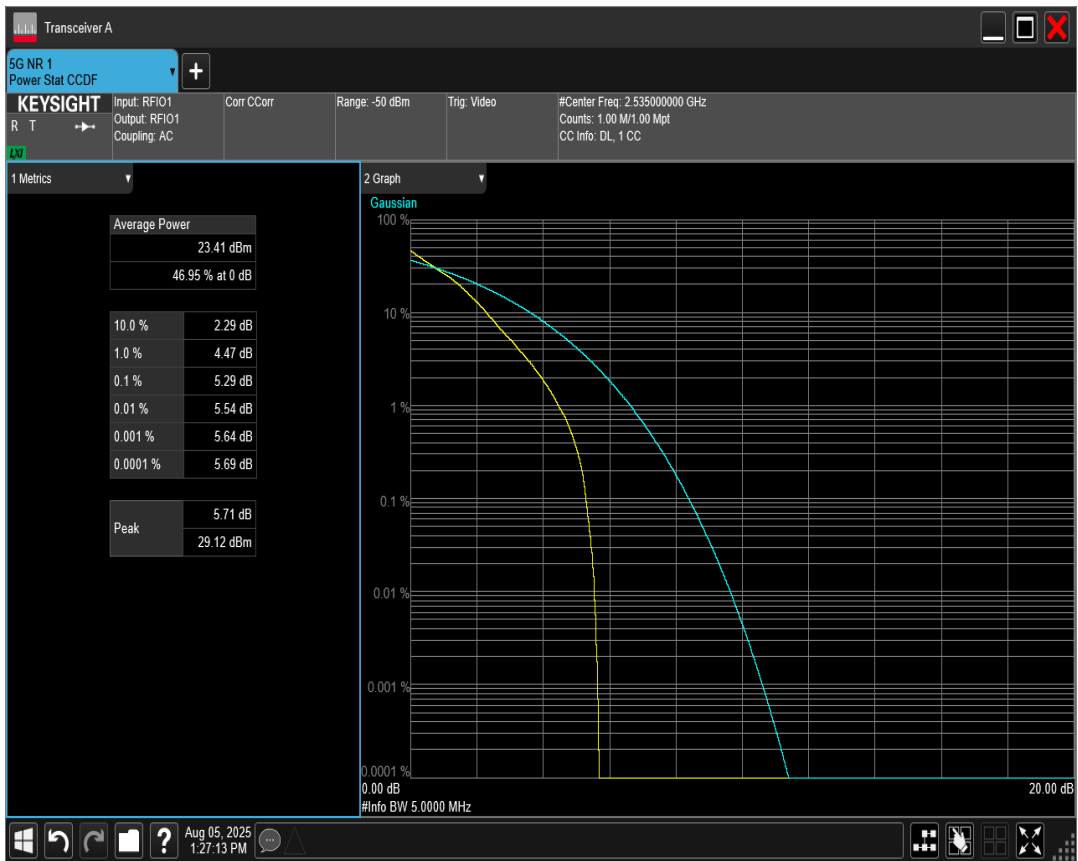 Transceiver A
5G NR 1
Power Stat CCDF
KEYSIGHT
R T
LXI
Input: RFIO1
Output: RFIO1
Coupling: AC
Corr CCorr
Range: -50 dBm
Trig: Video
#Center Freq: 2.535000000 GHz
Counts: 1.00 M/1.00 Mpt
CC Info: DL, 1 CC
1 Metrics
Average Power
23.41 dBm
46.95 % at 0 dB
10.0 % 2.29 dB
1.0 % 4.47 dB
0.1 % 5.29 dB
0.01 % 5.54 dB
0.001 % 5.64 dB
0.0001 % 5.69 dB
Peak
5.71 dB
29.12 dBm
2 Graph
Gaussian
100 %
10 %
1 %
0.1 %
0.01 %
0.001 %
0.0001 %
0.00 dB
20.00 dB
#Info BW 5.0000 MHz
Aug 05, 2025
1:27:13 PM